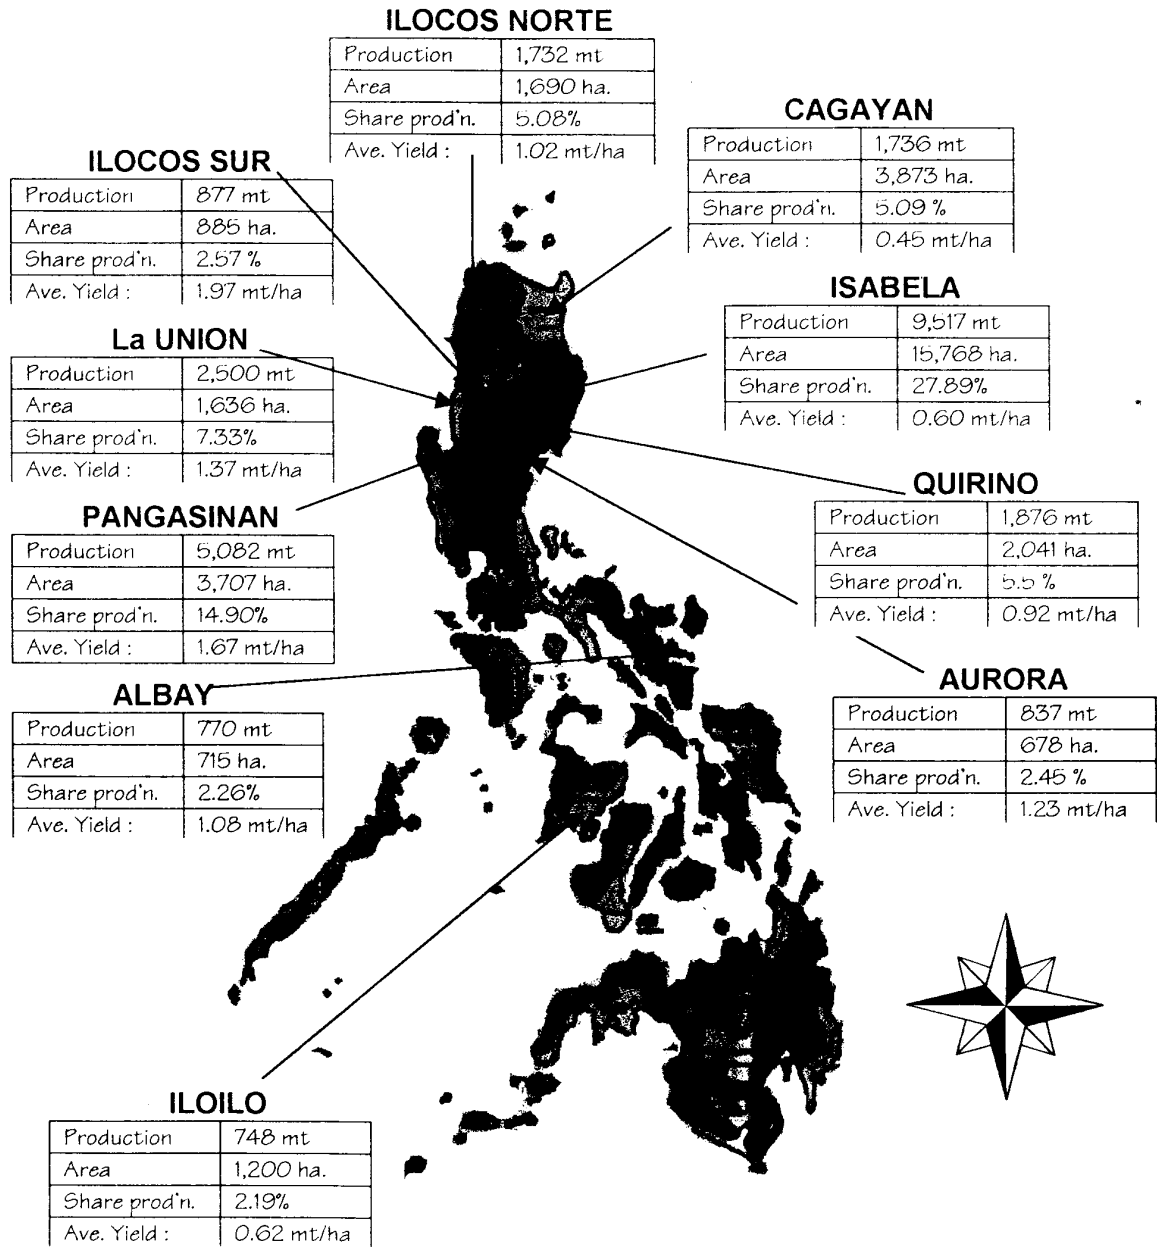 ILOCOS NORTE
Production 1,732 mt
Area 1,690 ha.
Share prod'n. 5.08%
Ave. Yield : 1.02 mt/ha
CAGAYAN
Production 1,736 mt
Area 3,873 ha.
Share prod'n. 5.09 %
Ave. Yield : 0.45 mt/ha
ILOCOS SUR
Production 877 mt
Area 885 ha.
Share prod'n. 2.57 %
Ave. Yield : 1.97 mt/ha
ISABELA
Production 9,517 mt
Area 15,768 ha.
Share prod'n. 27.89%
Ave. Yield : 0.60 mt/ha
La UNION
Production 2,500 mt
Area 1,636 ha.
Share prod'n. 7.33%
Ave. Yield : 1.37 mt/ha
QUIRINO
Production 1,876 mt
Area 2,041 ha.
Share prod'n. 5.5 %
Ave. Yield : 0.92 mt/ha
PANGASINAN
Production 5,082 mt
Area 3,707 ha.
Share prod'n. 14.90%
Ave. Yield : 1.67 mt/ha
AURORA
Production 837 mt
Area 678 ha.
Share prod'n. 2.45 %
Ave. Yield : 1.23 mt/ha
ALBAY
Production 770 mt
Area 715 ha.
Share prod'n. 2.26%
Ave. Yield : 1.08 mt/ha
ILOILO
Production 748 mt
Area 1,200 ha.
Share prod'n. 2.19%
Ave. Yield : 0.62 mt/ha